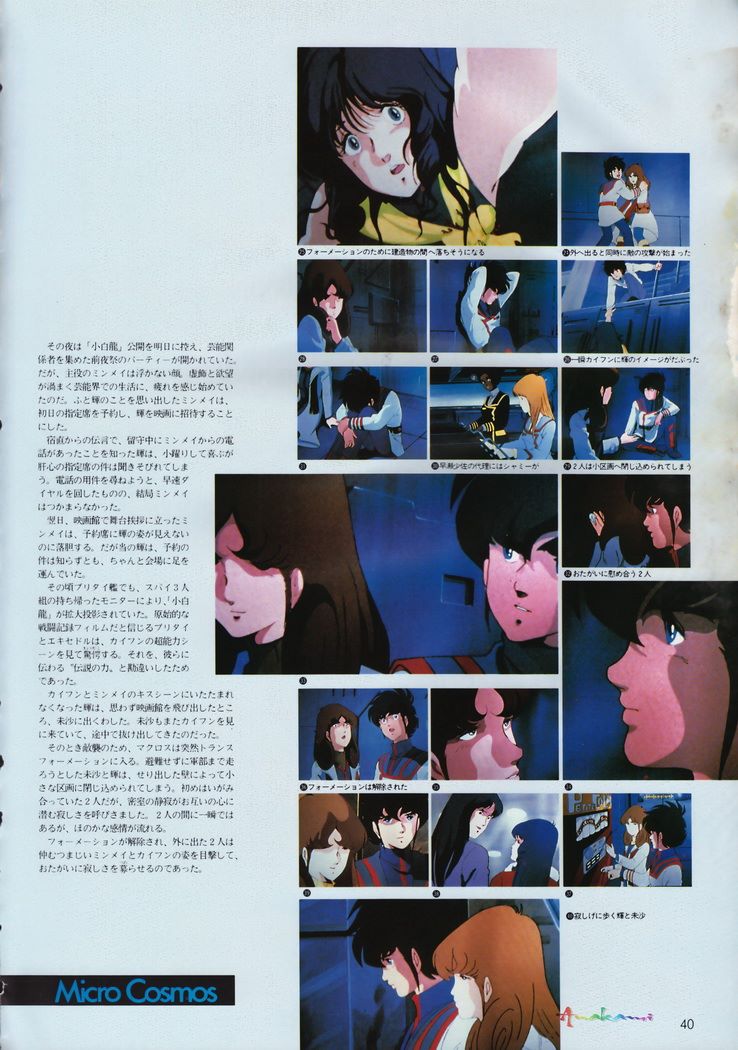 その夜は「小白龍」公開を明日に控え、芸能関
係者を集めた前夜祭のパーティーが開かれていた。
だが、主役のミンメイは浮かない顔。虚飾と欲望
が渦まく芸能界での生活に、疲れを感じ始めてい
たのだ。ふと輝のことを思い出したミンメイは、
初日の指定席を予約し、輝を映画に招待すること
にした。
宿直からの伝言で、留守中にミンメイからの電
話があったことを知った輝は、小躍りして喜ぶが
肝心の指定席の件は聞きそびれてしま
う。電話の用件を尋ねようと、早速ダ
イヤルを回したものの、結局ミンメイ
はつかまらなかった。
翌日、映画館で舞台挨拶に立ったミ
ンメイは、予約席に輝の姿が見えない
のに落胆する。だが当の輝は、予約の
件は知らずとも、ちゃんと会場に足を
運んでいた。
その頃ブリタイ艦でも、スパイ3人
組の持ち帰ったモニターにより、「小白
龍」が拡大投影されていた。原始的な
戦闘記録フィルムだと信じるブリタイ
とエキセドルは、カイフンの超能力シ
ーンを見て驚愕する。それを、彼らに
伝わる〝伝説の力〟と勘違いしたため
であった。
カイフンとミンメイのキスシーンにいたたまれ
なくなった輝は、思わず映画館を飛び出したとこ
ろ、未沙に出くわした。未沙もまたカイフンを見
に来ていて、途中で抜け出してきたのだった。
そのとき敵襲のため、マクロスは突然トランス
フォーメーションに入る。避難せずに軍部まで走
ろうとした未沙と輝は、せり出した壁によって小
さな区画に閉じ込められてしまう。初めはいがみ
合っていた2人だが、密室の静寂がお互いの心に
潜む寂しさを呼びさました。2人の間に一瞬では
あるが、ほのかな感情が流れる。
フォーメーションが解除され、外に出た2人は
仲むつまじいミンメイとカイフンの姿を目撃して、
おたがいに寂しさを募らせるのであった。
Micro Cosmos
㉕フォーメーションのために建造物の間へ落ちそうになる
外へ出ると同時に敵の攻撃が始まった
㉘
㉗
㉖一瞬カイフンに輝のイメージがだぶった
㉛
㉚早瀬少佐の代理にはシャミーが
㉙2人は小区画へ閉じ込められてしまう
㉜おたがいに慰め合う2人
㉝
㊱フォーメーションは解除された
㉟
㉞
㊴
㊳
㊲
㊵寂しげに歩く輝と未沙
Anakami
40